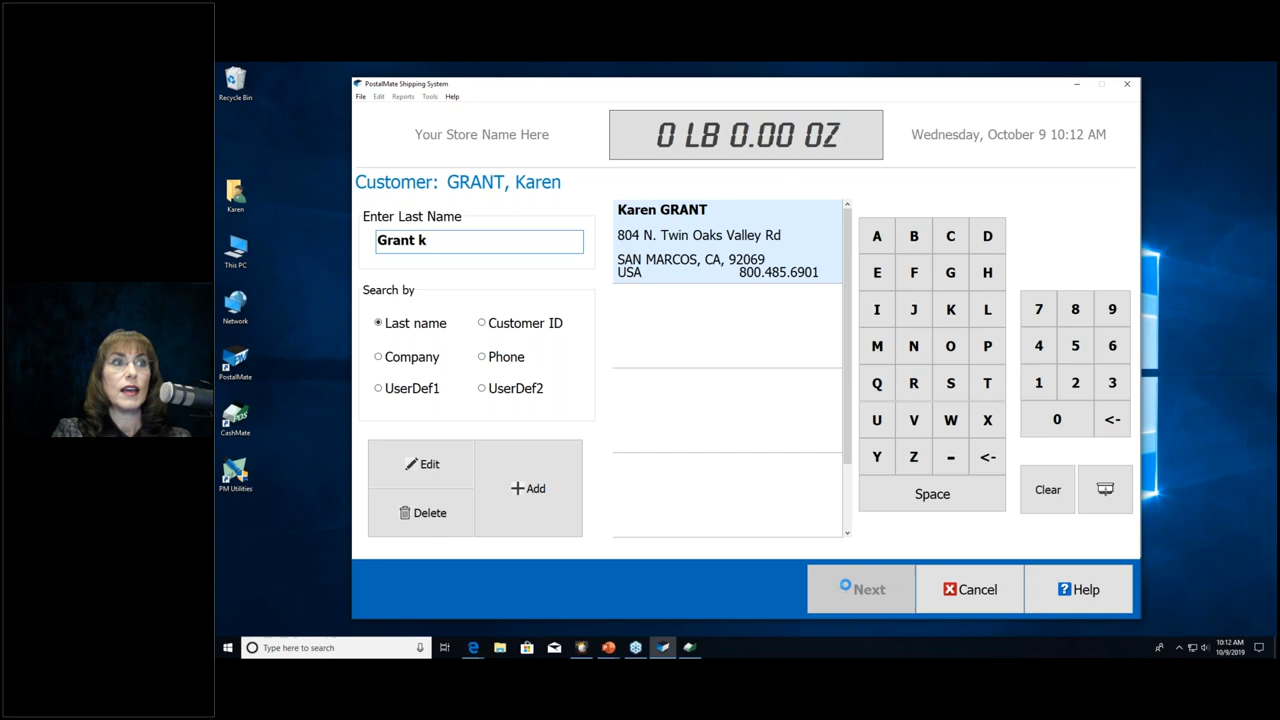 Recycle Bin
Karen
This PC
Network
PostalMate
CashMate
PM Utilities
PostalMate Shipping System
File Edit Reports Tools Help
Your Store Name Here
0 LB 0.00 OZ
Wednesday, October 9 10:12 AM
Customer: GRANT, Karen
Enter Last Name
Grant k
Search by
Last name Customer ID
Company Phone
UserDef1 UserDef2
Edit
Delete
+Add
Karen GRANT
804 N. Twin Oaks Valley Rd
SAN MARCOS, CA, 92069
USA 800.485.6901
A B C D
E F G H
I J K L
M N O P
Q R S T
U V W X
Y Z - <-
Space
7 8 9
4 5 6
1 2 3
0 <-
Clear
Next
Cancel
? Help
Type here to search
10:12 AM
10/9/2019